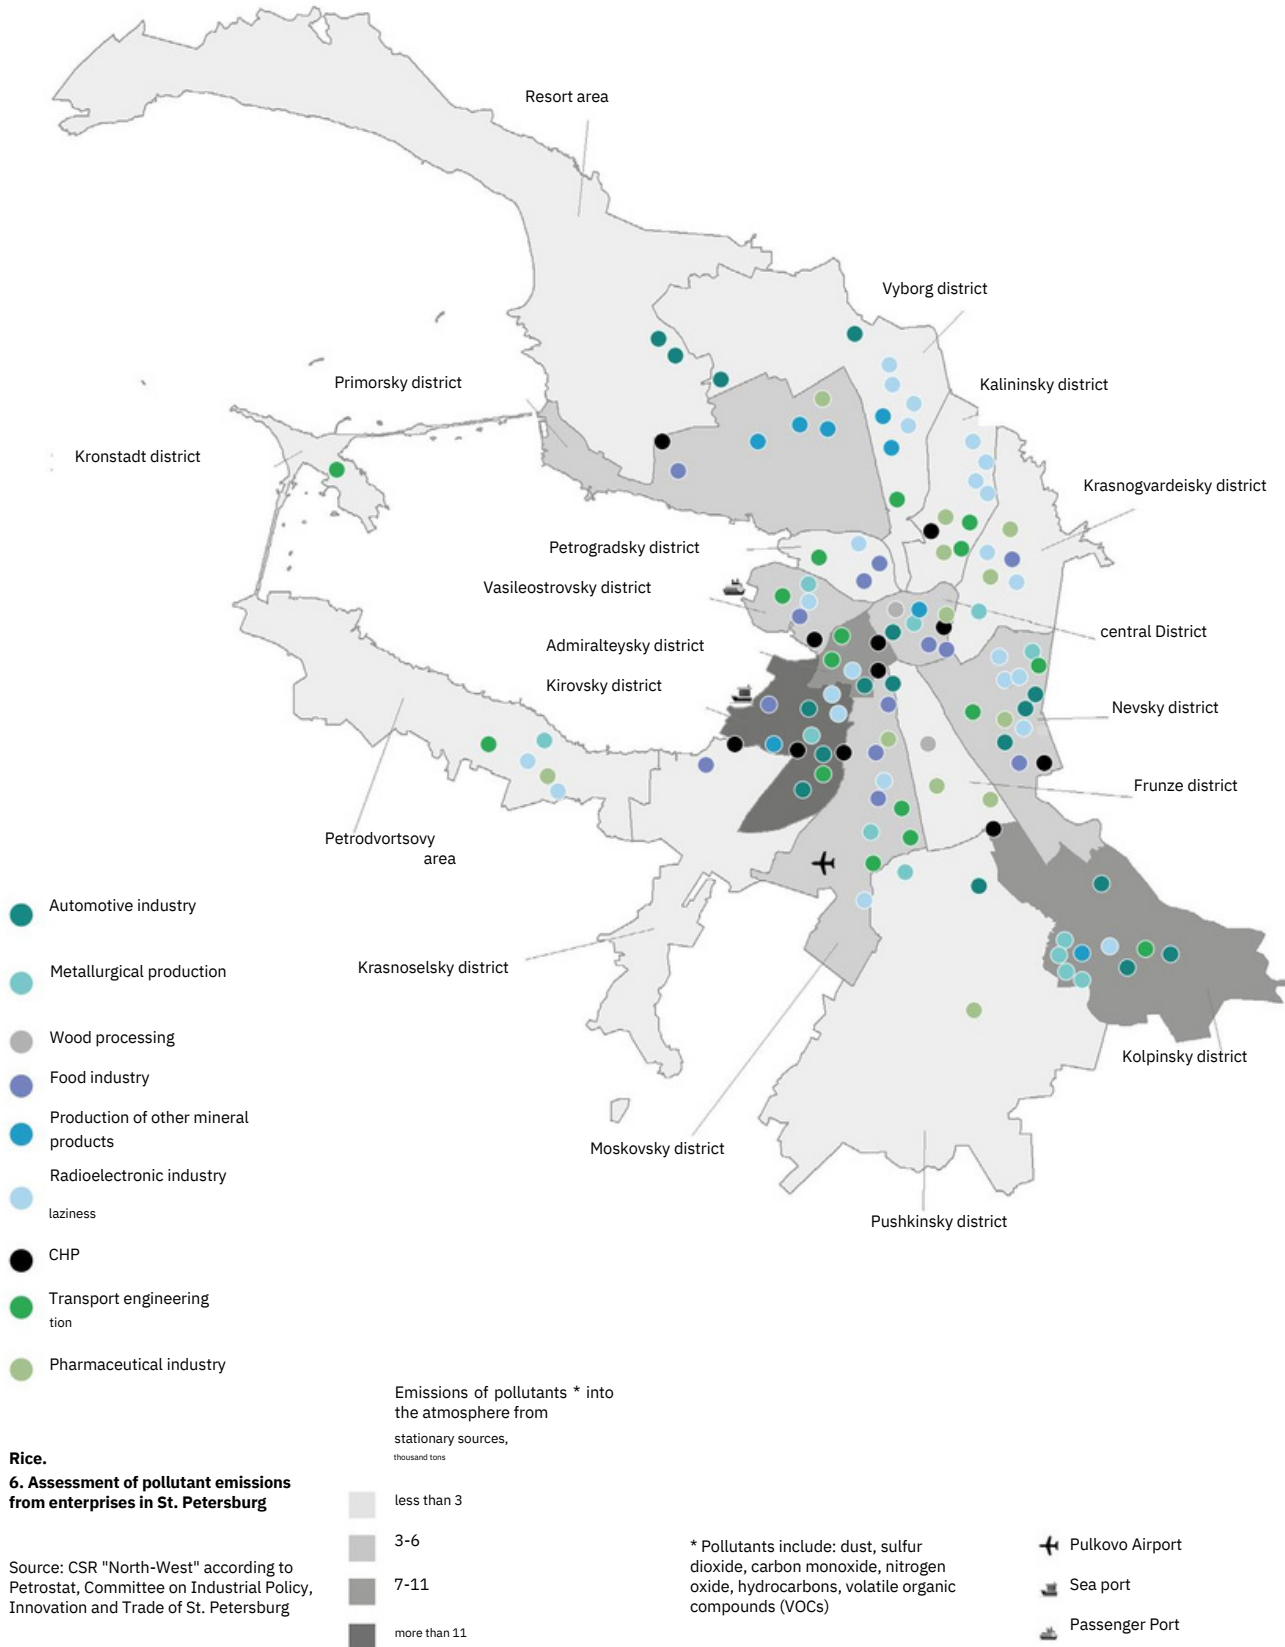 Resort area
Vyborg district
Primorsky district
Kalininsky district
Kronstadt district
Krasnogvardeisky district
Petrogradsky district
Vasileostrovsky district
central District
Admiralteysky district
Kirovsky district
Nevsky district
Frunze district
Petrodvortsovy
area
Krasnoselsky district
Kolpinsky district
Moskovsky district
Pushkinsky district
Automotive industry
Metallurgical production
Wood processing
Food industry
Production of other mineral
products
Radioelectronic industry
laziness
CHP
Transport engineering
tion
Pharmaceutical industry
Rice.
6. Assessment of pollutant emissions
from enterprises in St. Petersburg
Source: CSR "North-West" according to
Petrostat, Committee on Industrial Policy,
Innovation and Trade of St. Petersburg
Emissions of pollutants * into
the atmosphere from
stationary sources,
thousand tons
less than 3
3-6
7-11
more than 11
* Pollutants include: dust, sulfur
dioxide, carbon monoxide, nitrogen
oxide, hydrocarbons, volatile organic
compounds (VOCs)
Pulkovo Airport
Sea port
Passenger Port